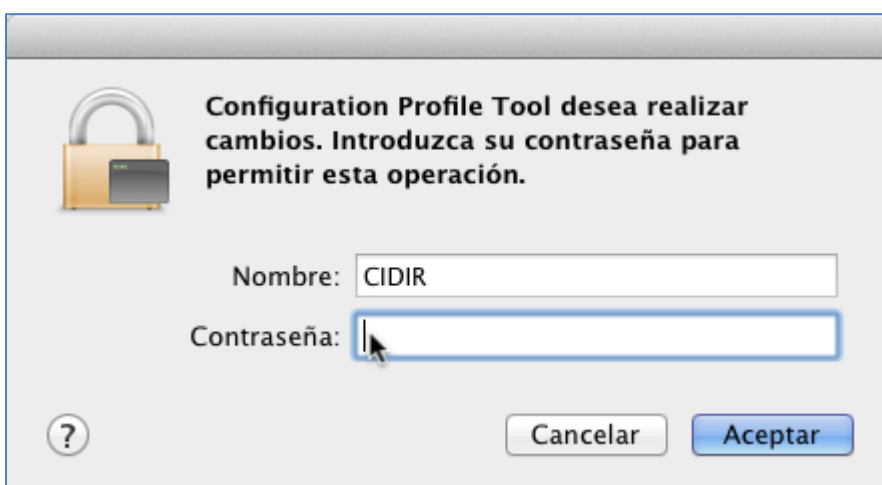 Configuration Profile Tool desea realizar
cambios. Introduzca su contraseña para
permitir esta operación.
Nombre: CIDIR
Contraseña:
? Cancelar Aceptar